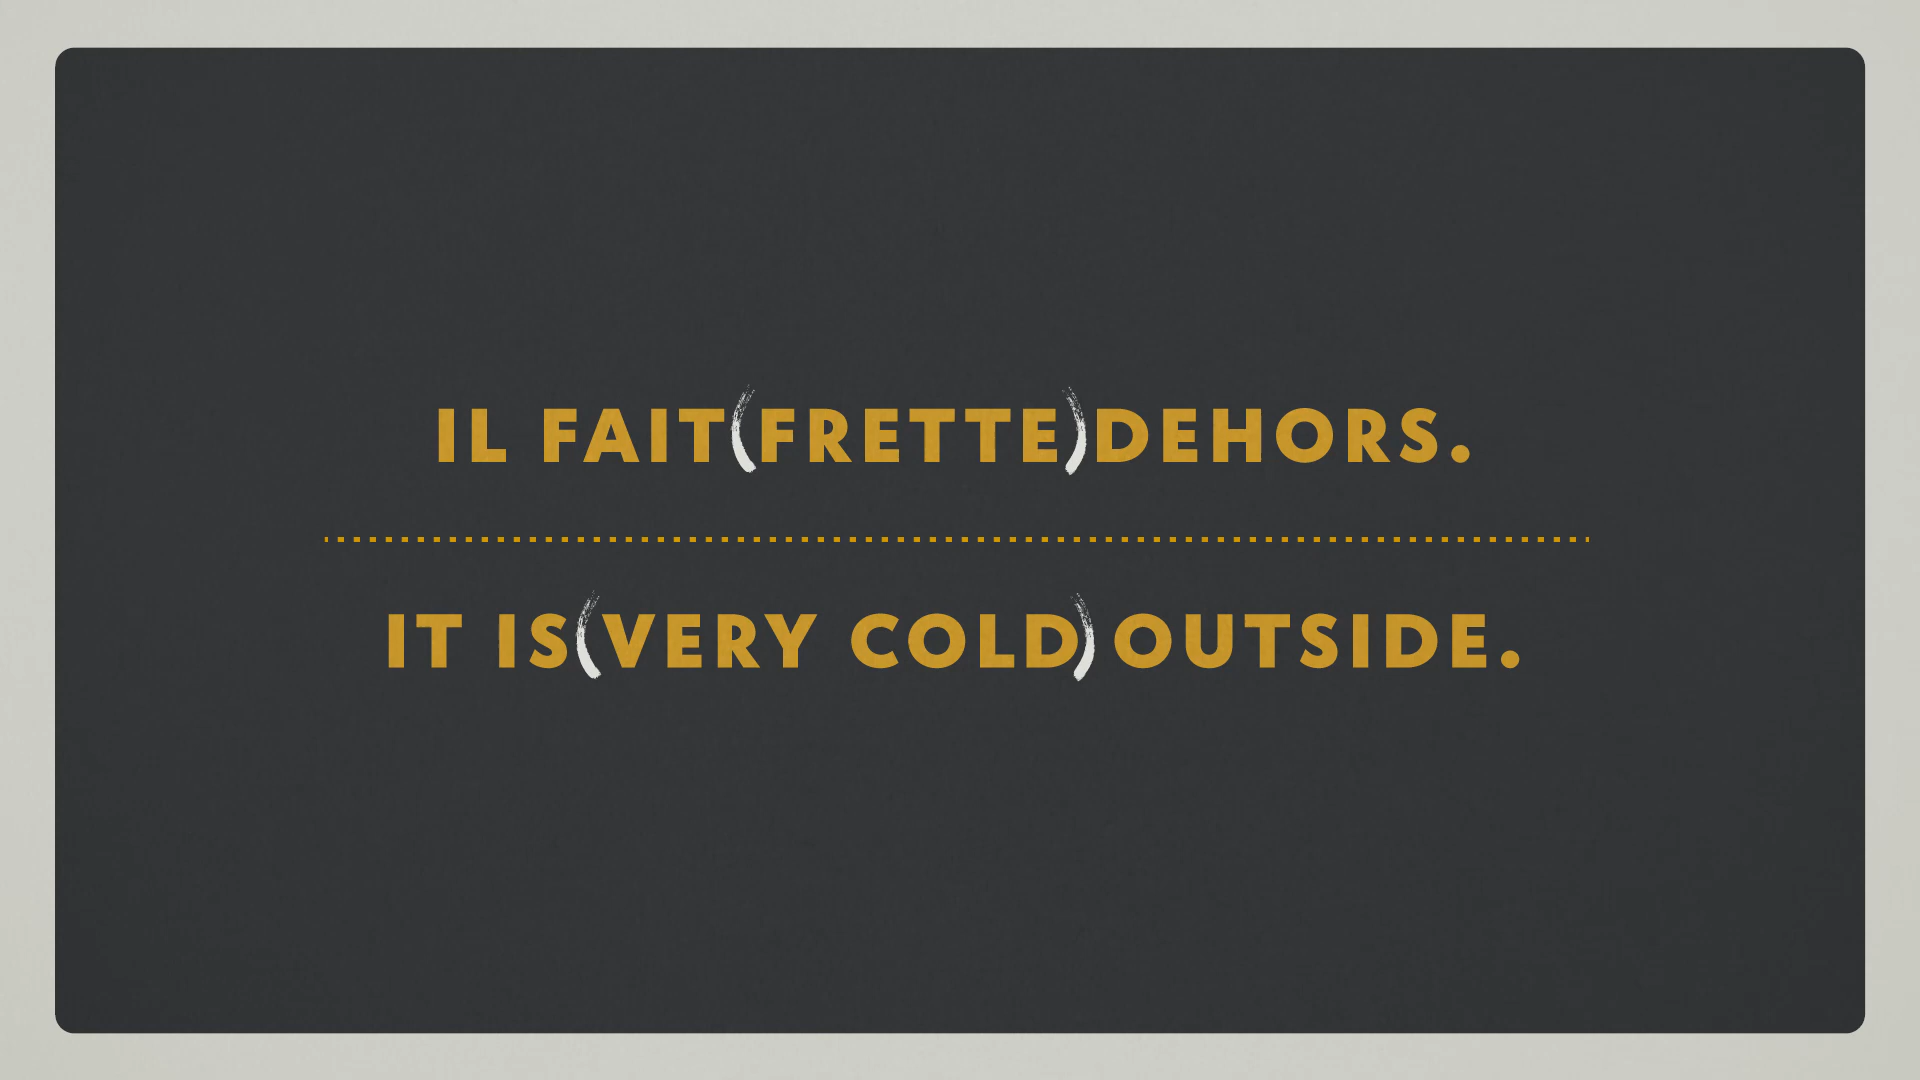 IL FAIT (FRETTE) DEHORS.
IT IS (VERY COLD) OUTSIDE.